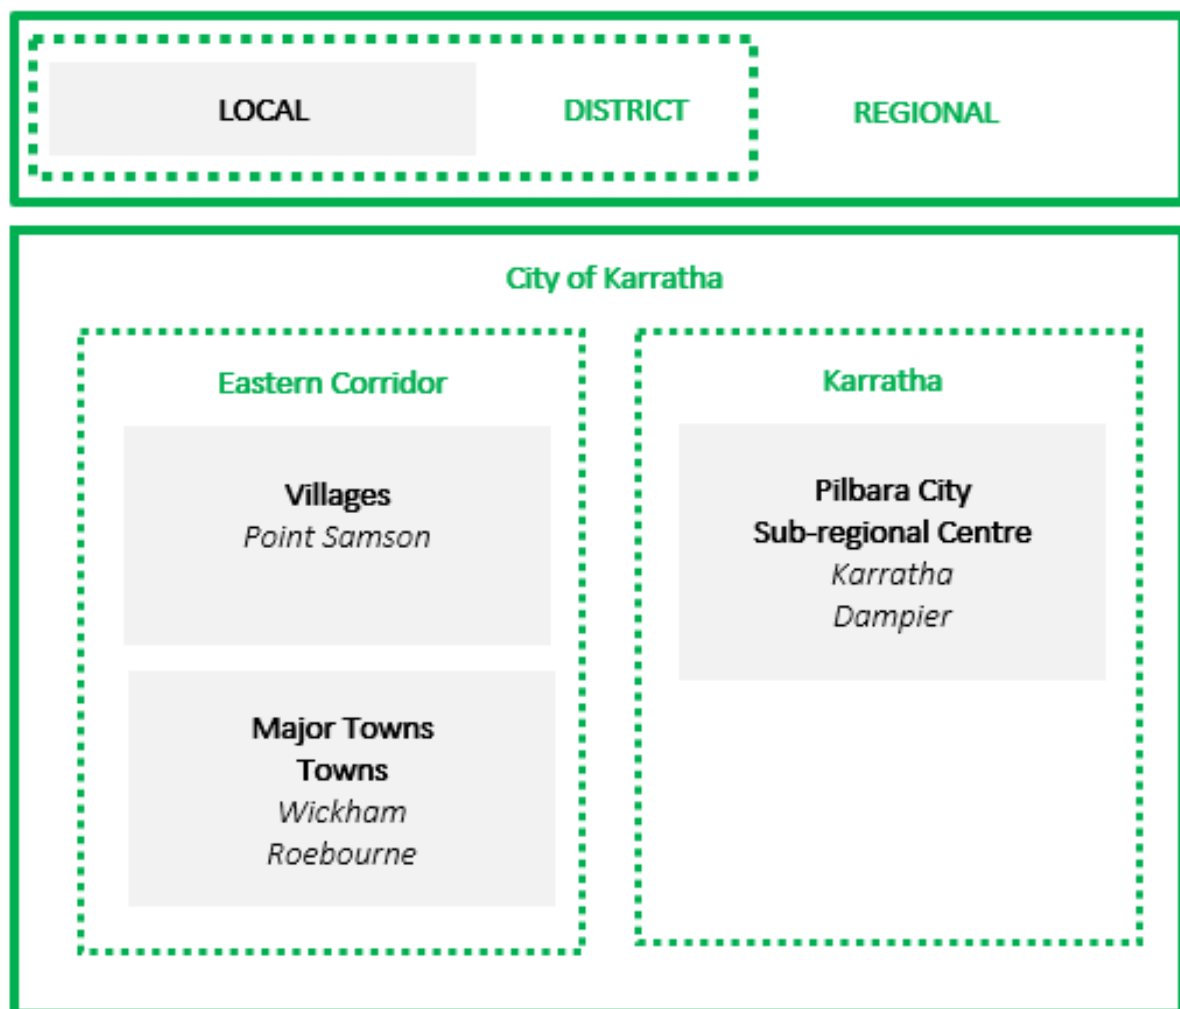 LOCAL
DISTRICT
REGIONAL
City of Karratha
Eastern Corridor
Villages
Point Samson
Major Towns
Towns
Wickham
Roebourne
Karratha
Pilbara City
Sub-regional Centre
Karratha
Dampier